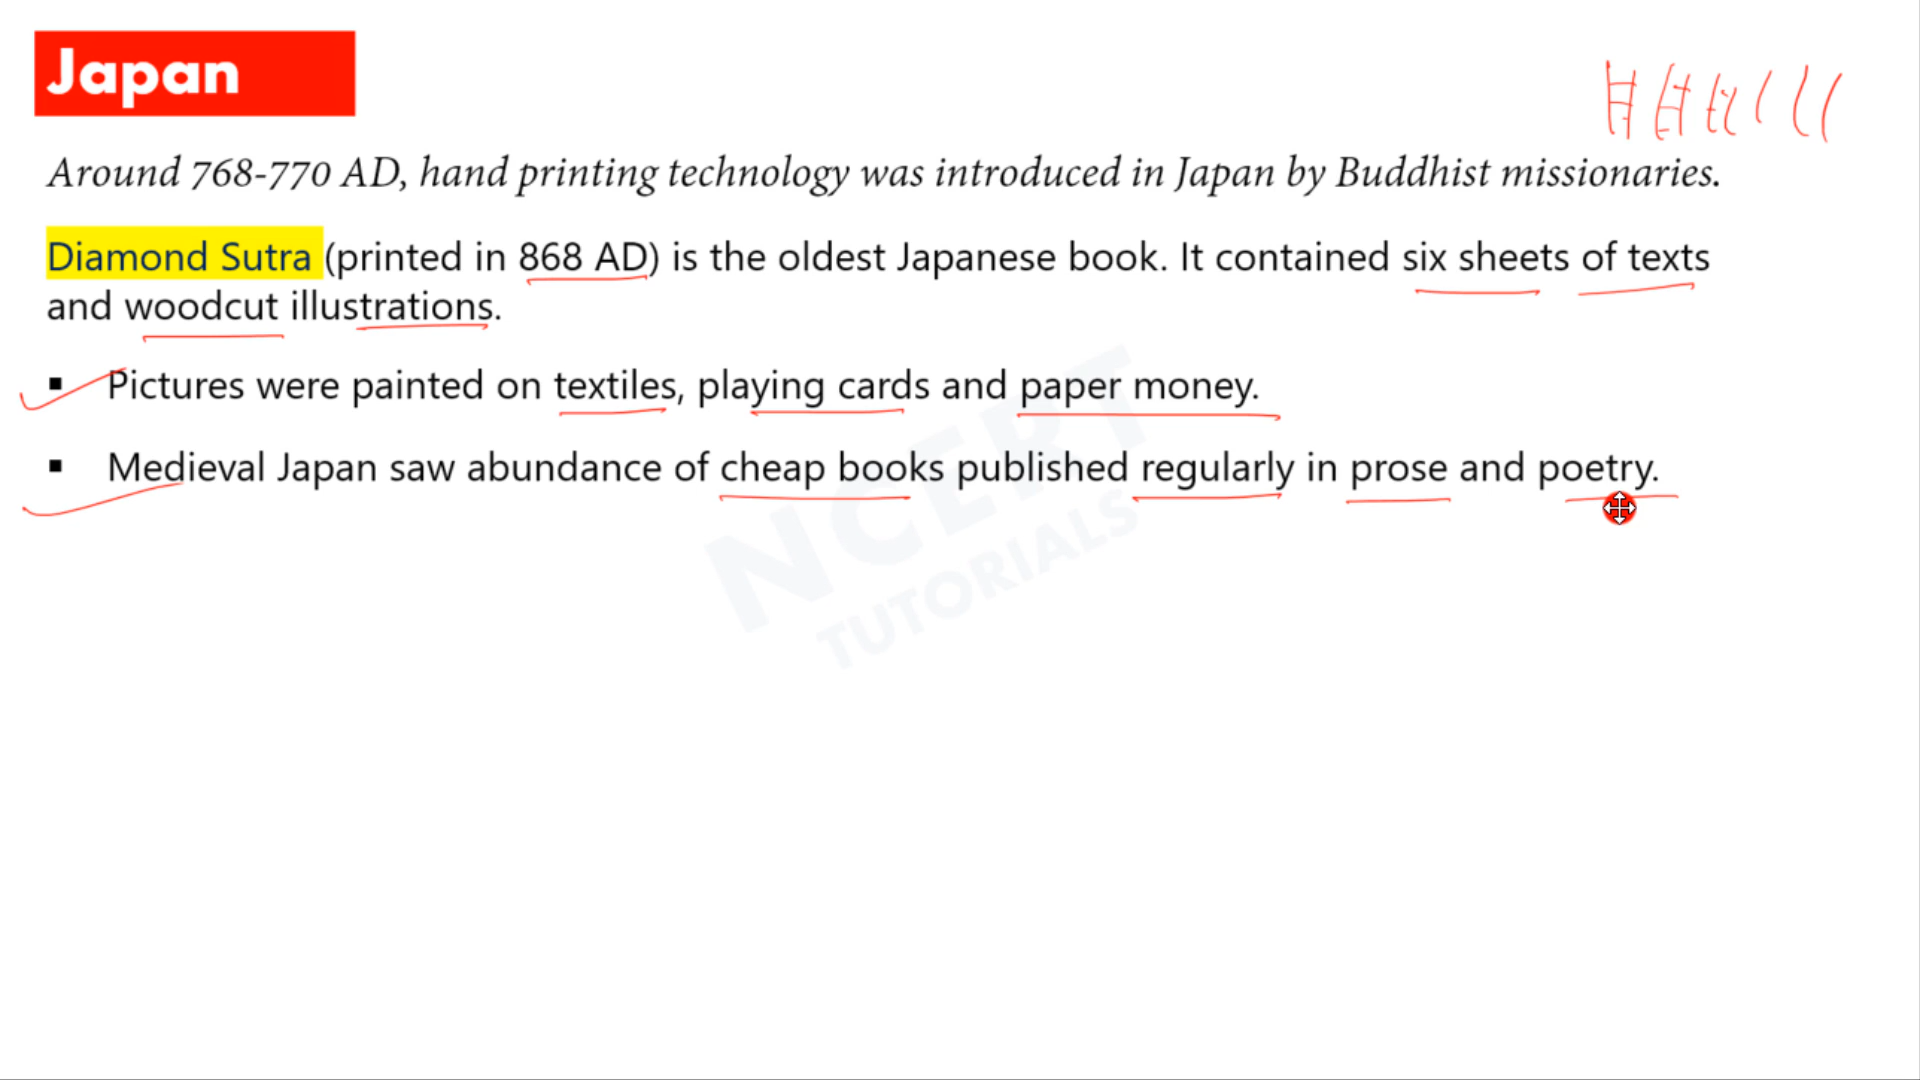 Japan
Around 768-770 AD, hand printing technology was introduced in Japan by Buddhist missionaries.
Diamond Sutra (printed in 868 AD) is the oldest Japanese book. It contained six sheets of texts
and woodcut illustrations.
▪ Pictures were painted on textiles, playing cards and paper money.
▪ Medieval Japan saw abundance of cheap books published regularly in prose and poetry.
NCERT
TUTORIALS